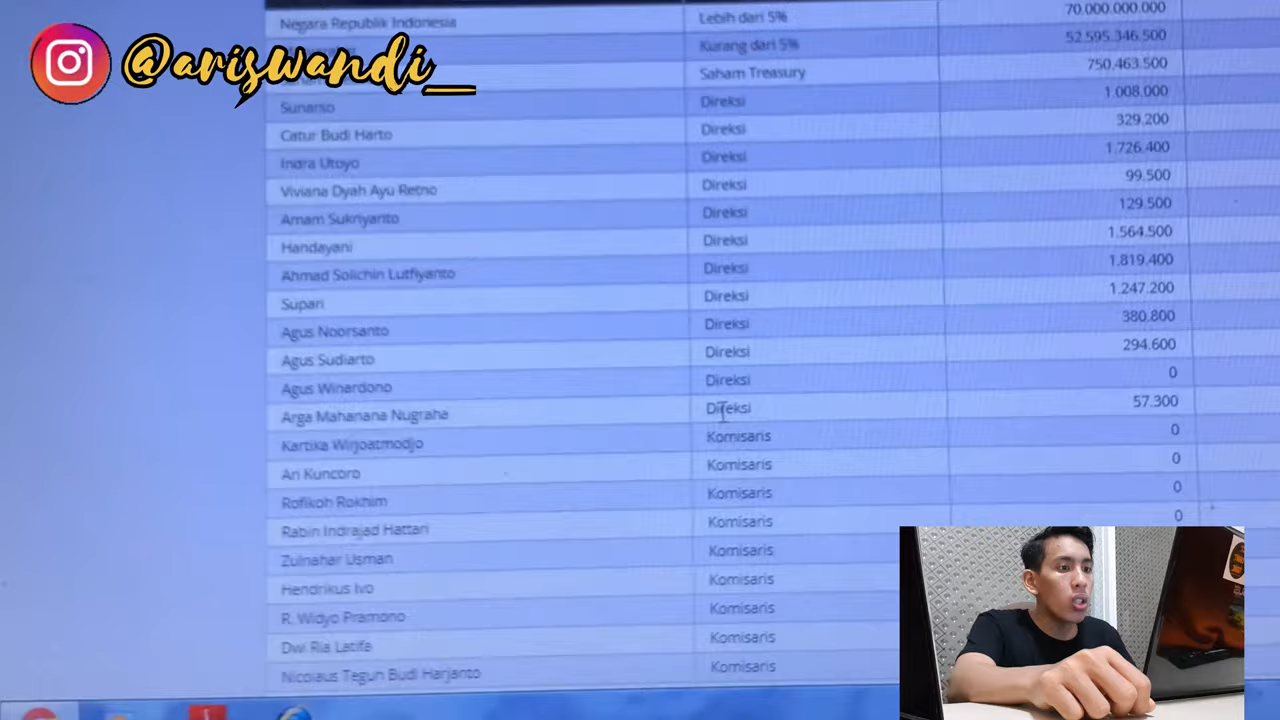 Negara Republik Indonesia Lebih dari 5% 70.000.000.000
Kurang dari 5% 52.595.346.500
@ariswandi_
Saham Treasury 750.463.500
Sunarso Direksi 1.008.000
Catur Budi Harto Direksi 329.200
Indra Utoyo Direksi 1.726.400
Viviana Dyah Ayu Retno Direksi 99.500
Amam Sukriyanto Direksi 129.500
Handayani Direksi 1.564.500
Ahmad Solichin Lutfiyanto Direksi 1.819.400
Supari Direksi 1.247.200
Agus Noorsanto Direksi 380.800
Agus Sudiarto Direksi 294.600
Agus Winardono Direksi 0
Arga Mahanana Nugraha Direksi 57.300
Kartika Wirjoatmodjo Komisaris 0
Ari Kuncoro Komisaris 0
Rofikoh Rokhim Komisaris 0
Rabin Indrajad Hattari Komisaris 0
Zulnahar Usman Komisaris
Hendrikus Ivo Komisaris
R. Widyo Pramono Komisaris
Dwi Ria Latifa Komisaris
Nicolaus Teguh Budi Harjanto Komisaris